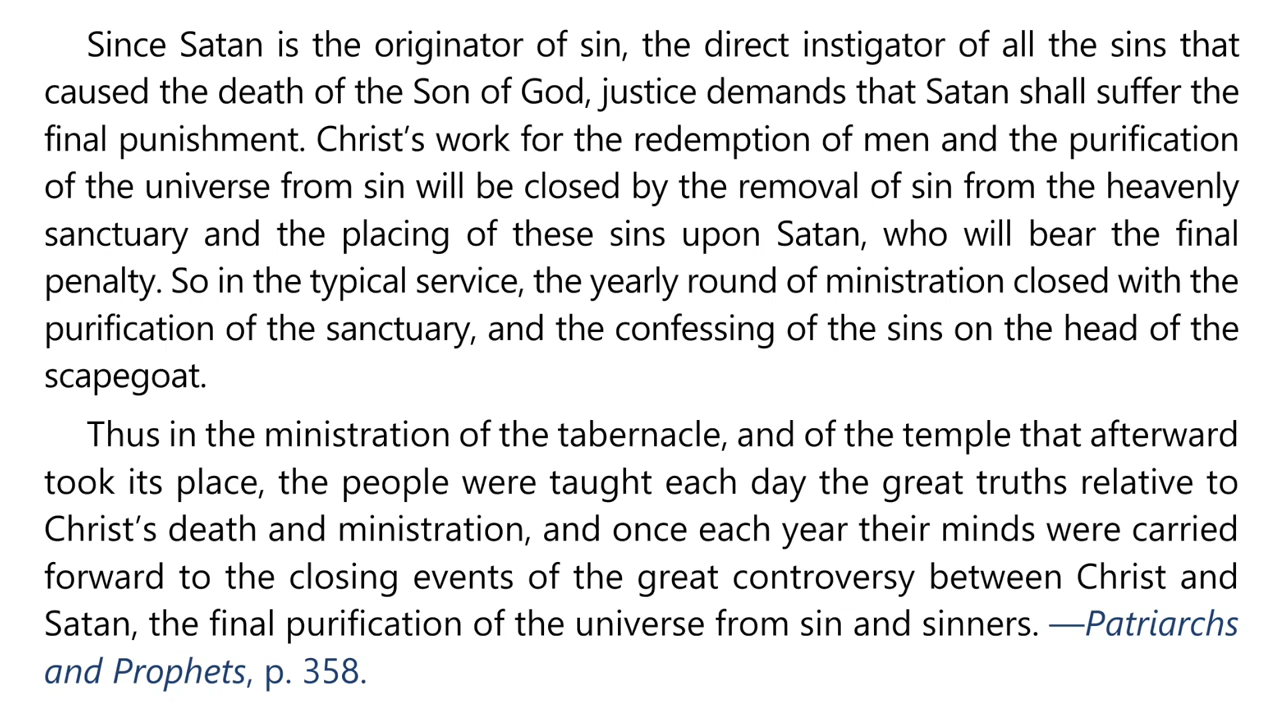 Since Satan is the originator of sin, the direct instigator of all the sins that
caused the death of the Son of God, justice demands that Satan shall suffer the
final punishment. Christ’s work for the redemption of men and the purification
of the universe from sin will be closed by the removal of sin from the heavenly
sanctuary and the placing of these sins upon Satan, who will bear the final
penalty. So in the typical service, the yearly round of ministration closed with the
purification of the sanctuary, and the confessing of the sins on the head of the
scapegoat.
Thus in the ministration of the tabernacle, and of the temple that afterward
took its place, the people were taught each day the great truths relative to
Christ’s death and ministration, and once each year their minds were carried
forward to the closing events of the great controversy between Christ and
Satan, the final purification of the universe from sin and sinners. —Patriarchs
and Prophets, p. 358.